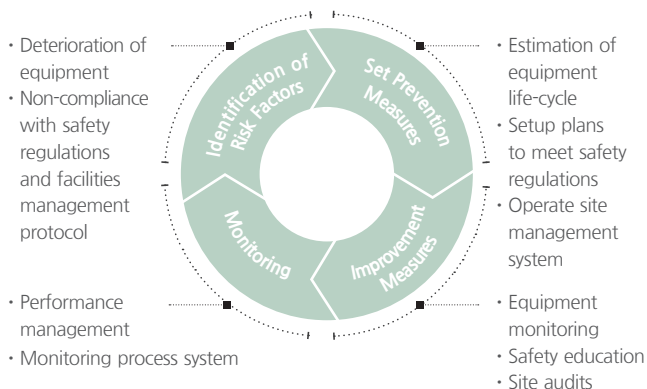 · Deterioration of
equipment
· Non-compliance
with safety
regulations
and facilities
management
protocol
Identification of
Risk Factors
Set Prevention
Measures
· Estimation of
equipment
life-cycle
· Setup plans
to meet safety
regulations
· Operate site
management
system
Monitoring
Improvement
Measures
· Performance
management
· Monitoring process system
· Equipment
monitoring
· Safety education
· Site audits